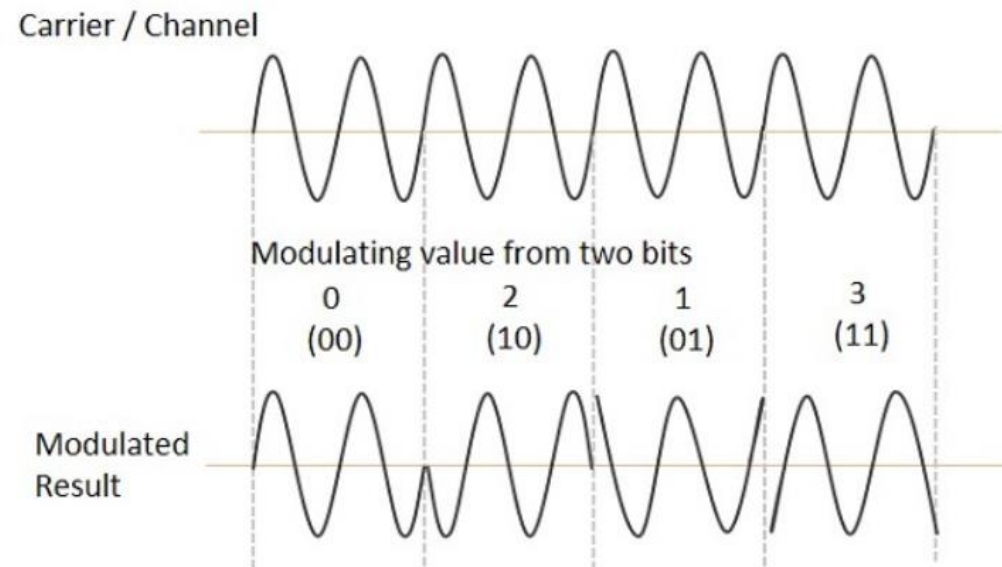 Carrier / Channel
Modulating value from two bits
0 2 1 3
(00) (10) (01) (11)
Modulated
Result